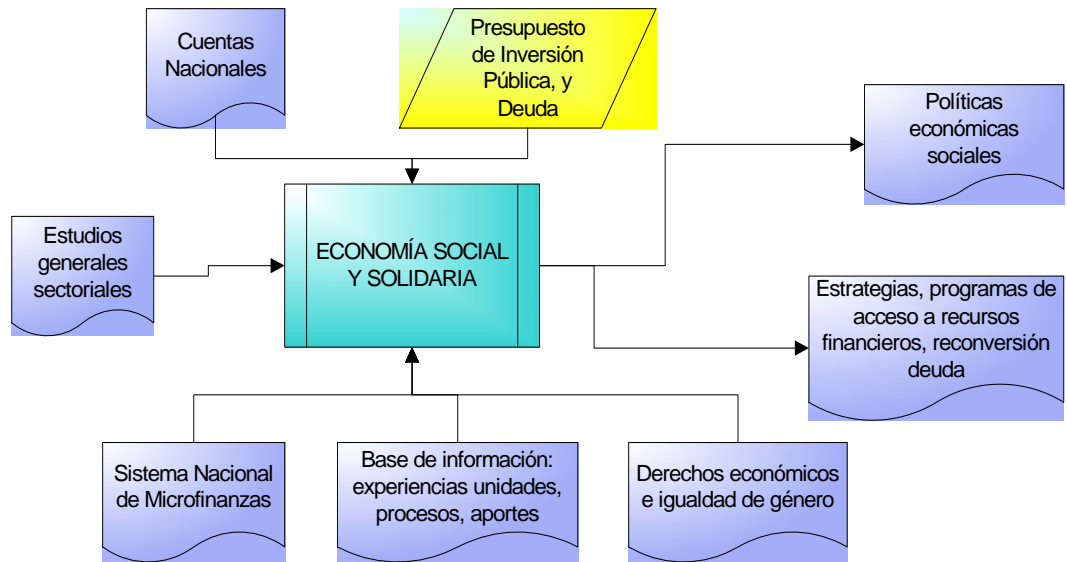 Cuentas
Nacionales
Presupuesto
de Inversión
Pública, y
Deuda
Políticas
económicas
sociales
Estudios
generales
sectoriales
ECONOMÍA SOCIAL
Y SOLIDARIA
Estrategias, programas de
acceso a recursos
financieros, reconversión
deuda
Sistema Nacional
de Microfinanzas
Base de información:
experiencias unidades,
procesos, aportes
Derechos económicos
e igualdad de género